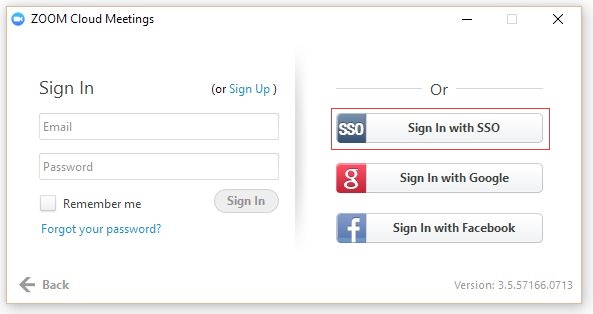 ZOOM Cloud Meetings
Sign In
(or Sign Up )
Email
Password
Remember me
Sign In
Forgot your password?
Or
SSO Sign In with SSO
g Sign In with Google
f Sign In with Facebook
Back
Version: 3.5.57166.0713